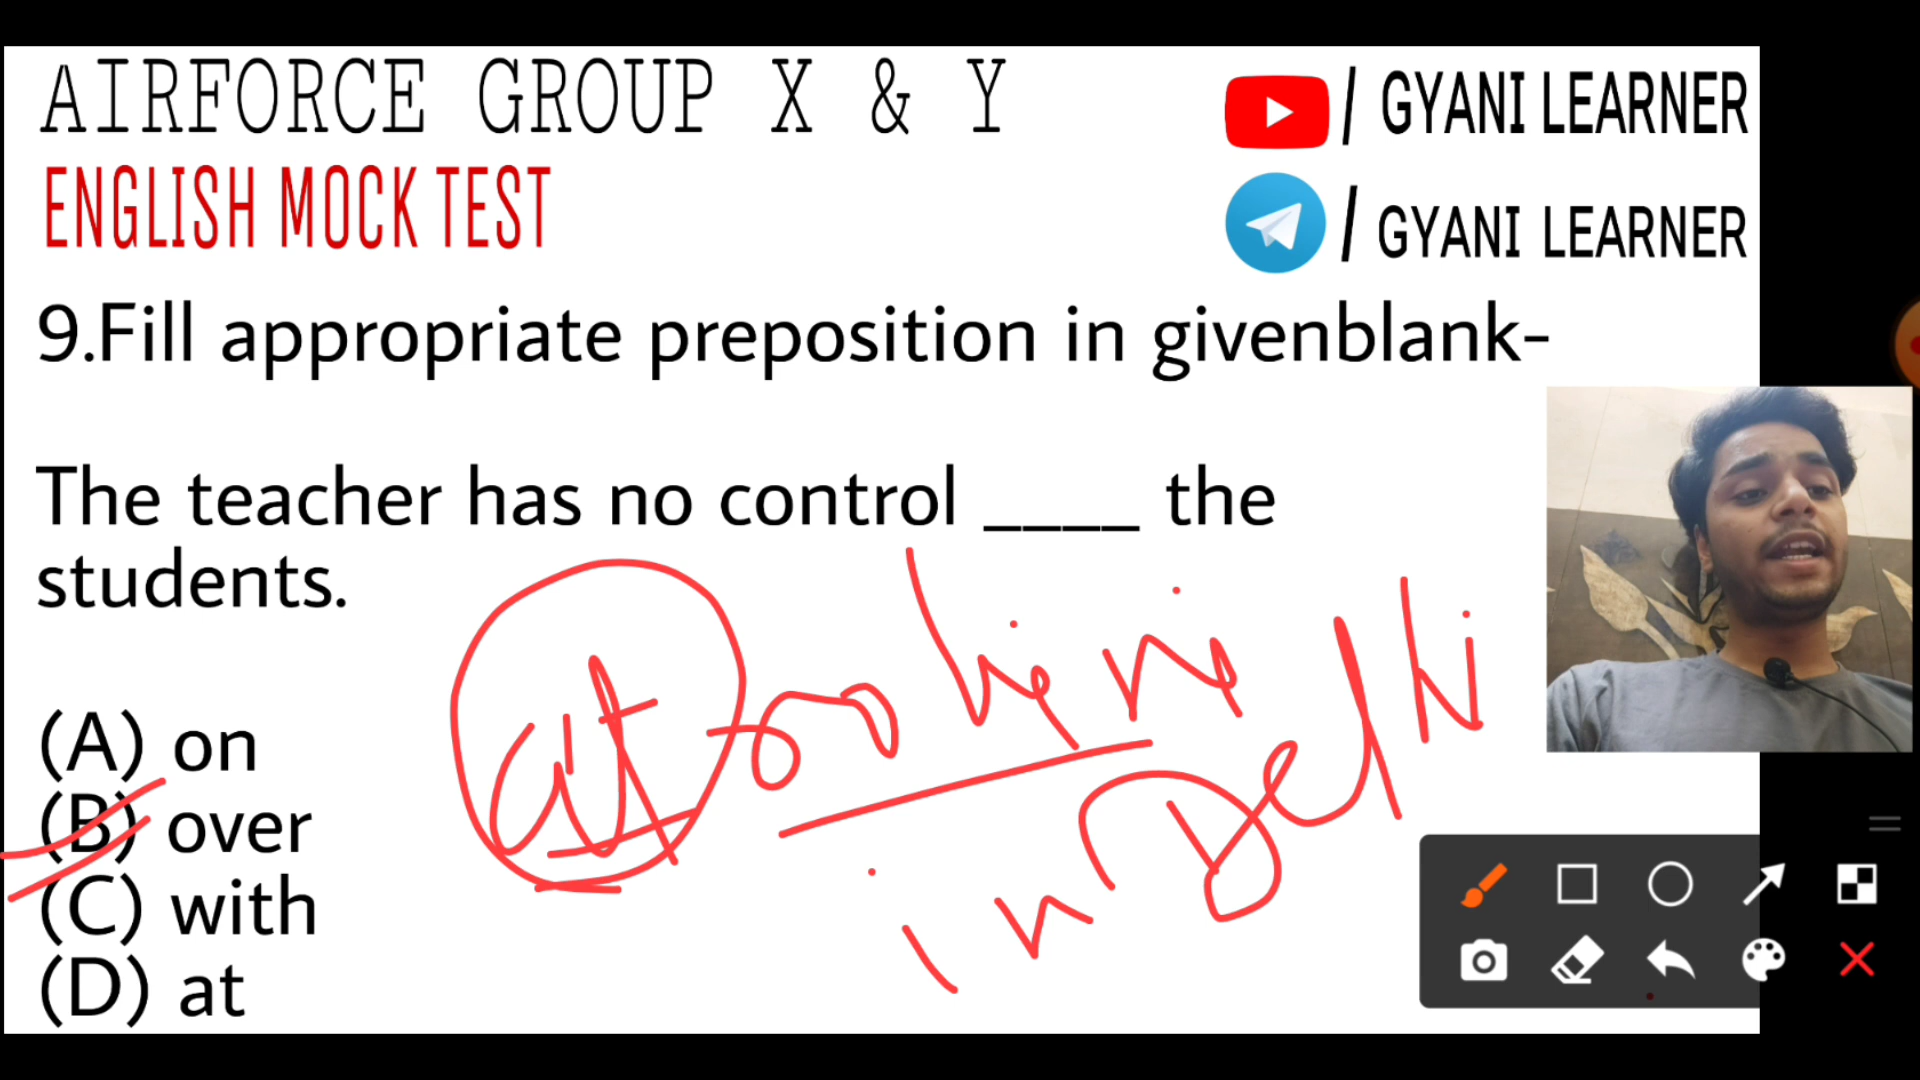 AIRFORCE GROUP X & Y
/ GYANI LEARNER
ENGLISH MOCK TEST
/ GYANI LEARNER
9.Fill appropriate preposition in givenblank-
The teacher has no control ____ the
students.
(A) on
(B) over
(C) with
(D) at
at rohini
in Delhi